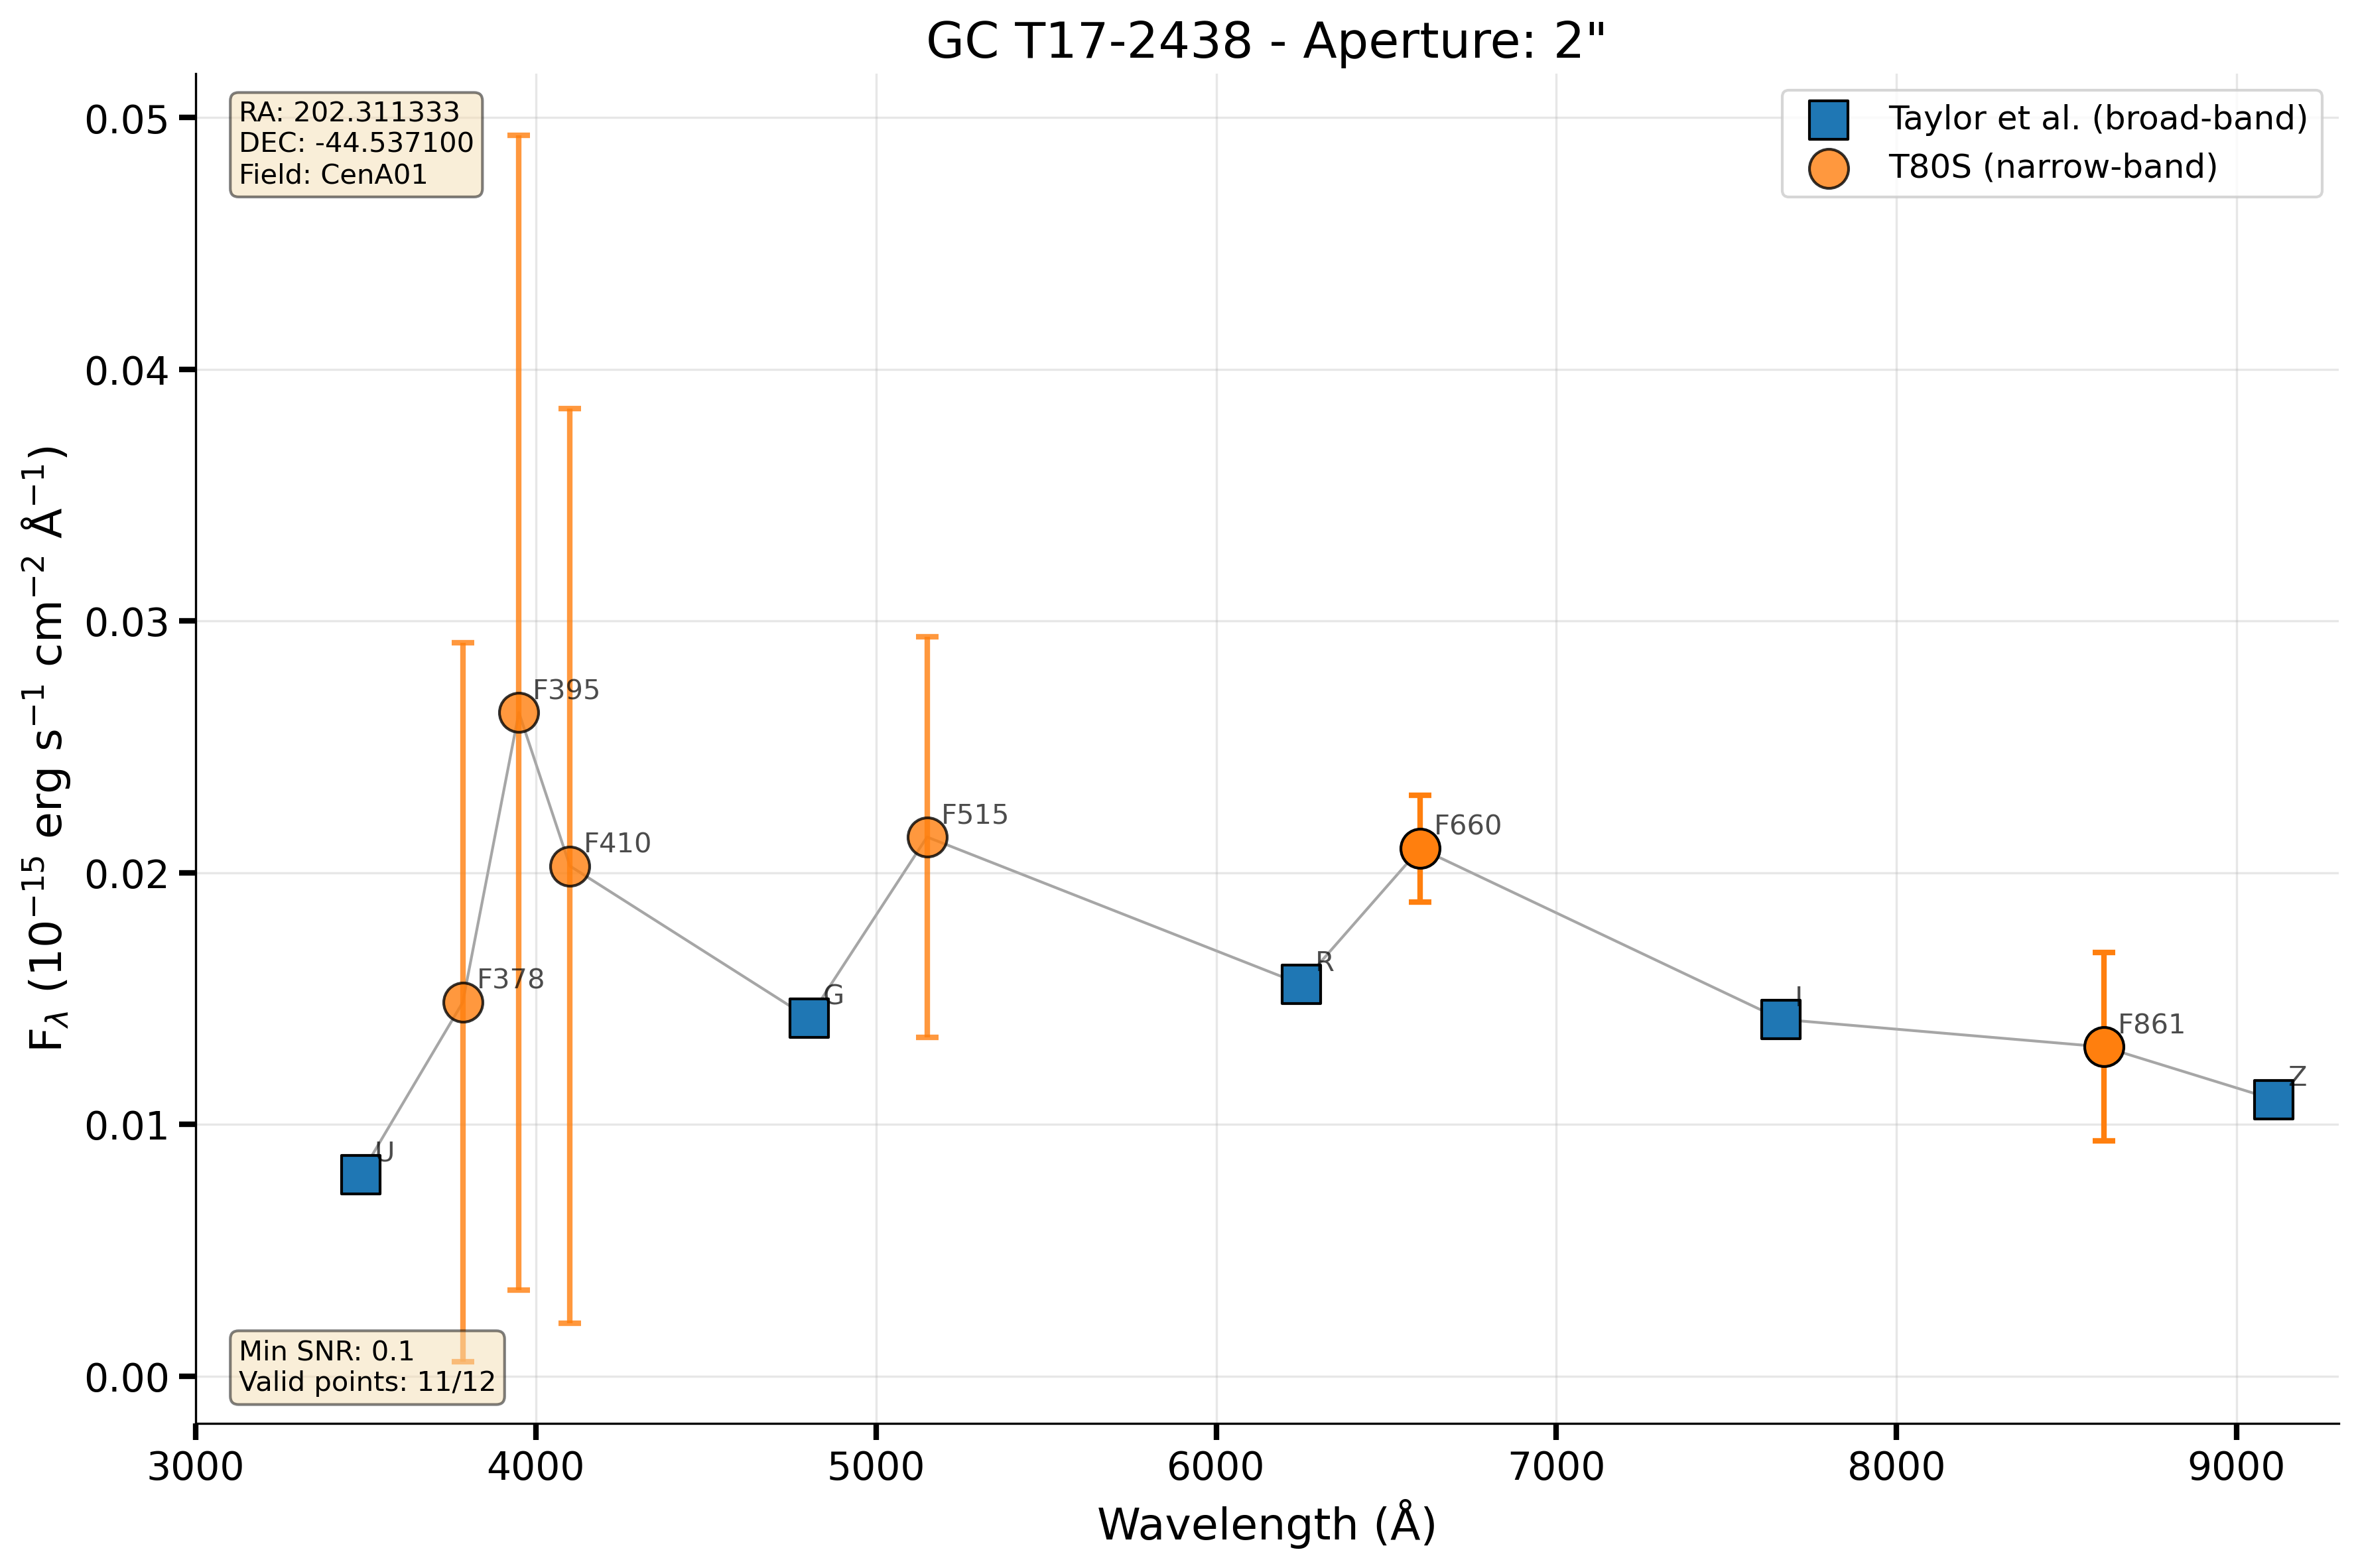 GC T17-2438 - Aperture: 2"
RA: 202.311333
DEC: -44.537100
Field: CenA01
Taylor et al. (broad-band)
T80S (narrow-band)
0.05
0.04
0.03
0.02
0.01
0.00
F$_{λ}$ (10$^{−15}$ erg s$^{−1}$ cm$^{−2}$ Å$^{−1}$)
U
F378
F395
F410
G
F515
R
F660
I
F861
Z
Min SNR: 0.1
Valid points: 11/12
3000 4000 5000 6000 7000 8000 9000
Wavelength (Å)